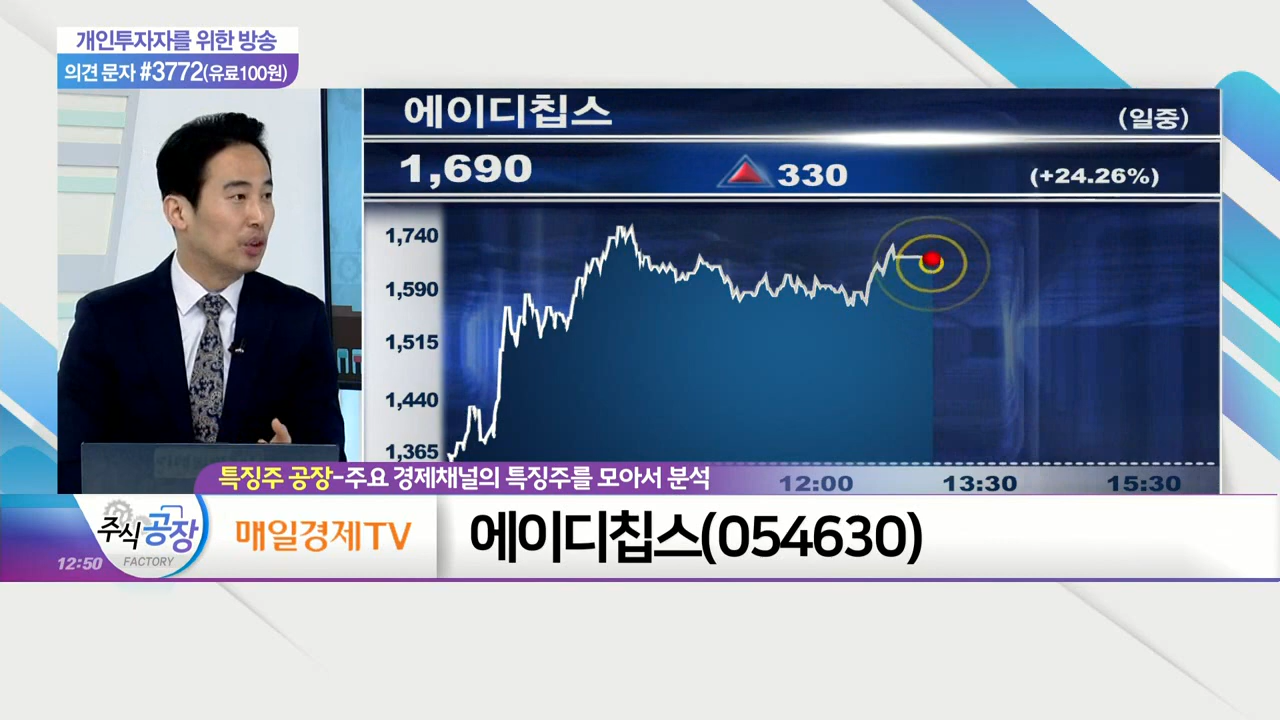 개인투자자를 위한 방송
의견 문자 #3772(유료100원)
에이디칩스
(일중)
1,690
330
(+24.26%)
1,740
1,590
1,515
1,440
1,365
12:00
13:30
15:30
특징주 공장-주요 경제채널의 특징주를 모아서 분석
주식공장
FACTORY
12:50
매일경제TV
에이디칩스(054630)